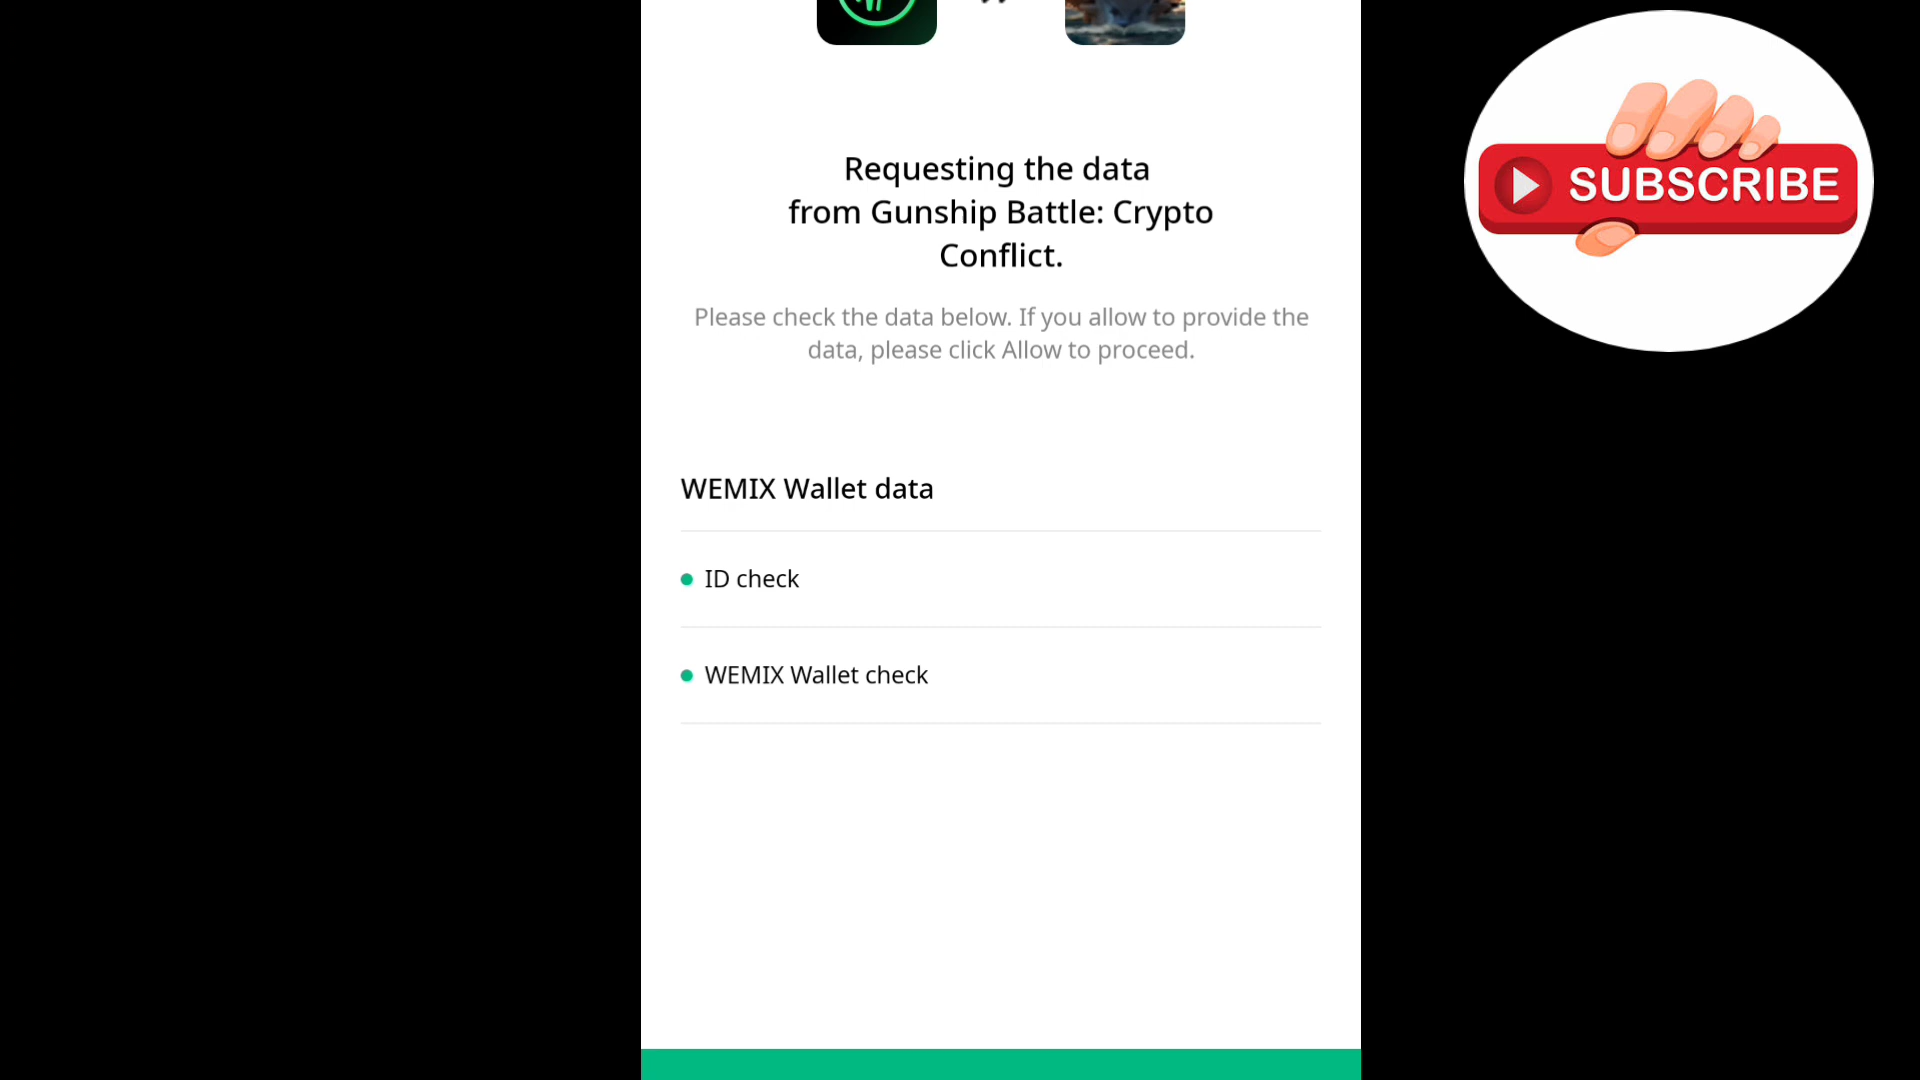 Requesting the data
from Gunship Battle: Crypto
Conflict.
SUBSCRIBE
Please check the data below. If you allow to provide the
data, please click Allow to proceed.
WEMIX Wallet data
ID check
WEMIX Wallet check